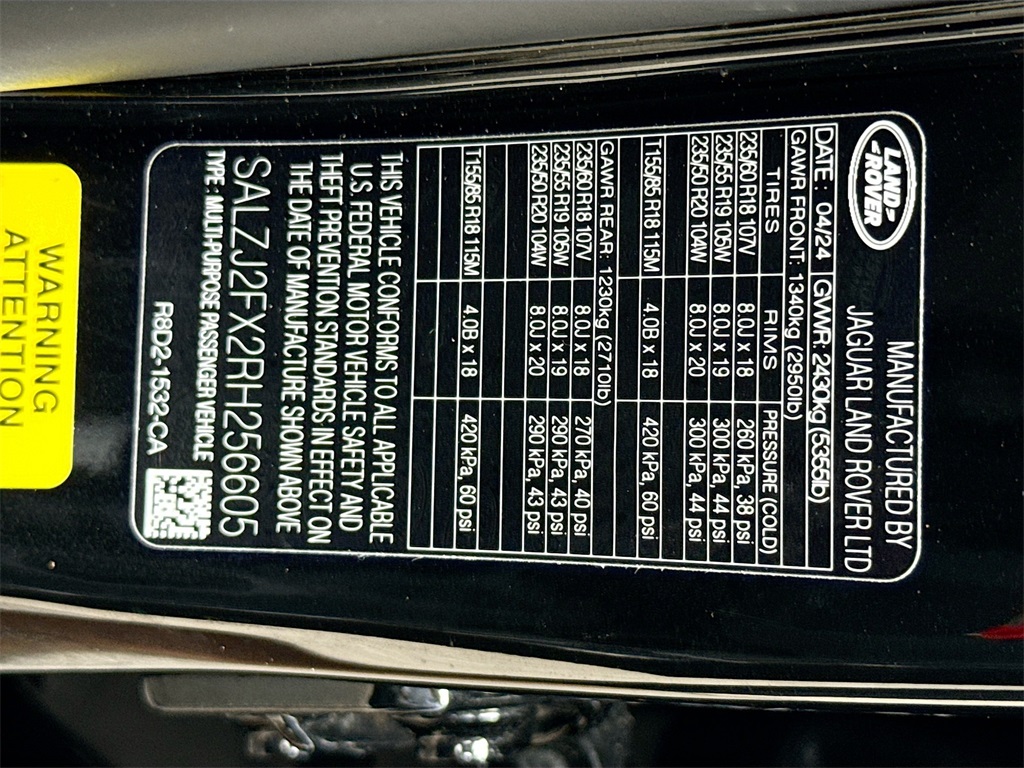 LAND
ROVER
MANUFACTURED BY
JAGUAR LAND ROVER LTD
DATE: 04/24 GVWR: 2430kg (5355lb)
GAWR FRONT: 1340kg (2950lb)
TIRES RIMS PRESSURE (COLD)
235/60 R18 107V 8.0J x 18 260 kPa, 38 psi
235/55 R19 105W 8.0J x 19 300 kPa, 44 psi
235/50 R20 104W 8.0J x 20 300 kPa, 44 psi
T155/85 R18 115M 4.0B x 18 420 kPa, 60 psi
GAWR REAR: 1230kg (2710lb)
235/60 R18 107V 8.0J x 18 270 kPa, 40 psi
235/55 R19 105W 8.0J x 19 290 kPa, 43 psi
235/50 R20 104W 8.0J x 20 290 kPa, 43 psi
T155/85 R18 115M 4.0B x 18 420 kPa, 60 psi
THIS VEHICLE CONFORMS TO ALL APPLICABLE
U.S. FEDERAL MOTOR VEHICLE SAFETY AND
THEFT PREVENTION STANDARDS IN EFFECT ON
THE DATE OF MANUFACTURE SHOWN ABOVE
SALZJ2FX2RH256605
TYPE: MULTI-PURPOSE PASSENGER VEHICLE
R8D2-1532-CA
WARNING
ATTENTION